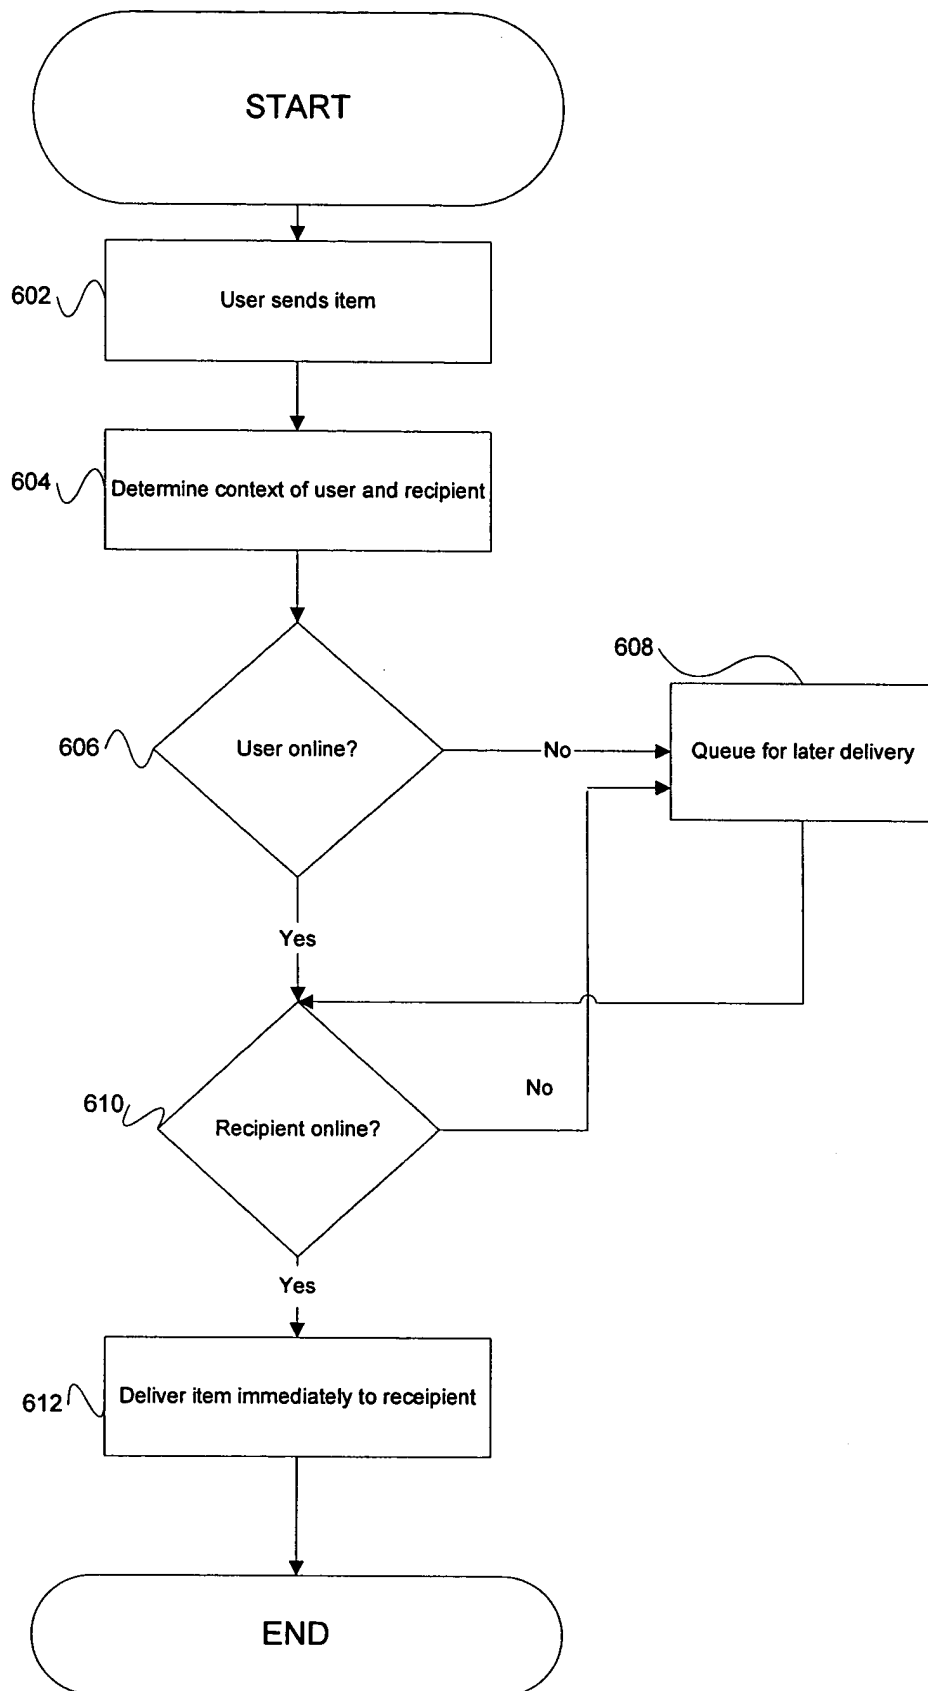 START
602
User sends item
604
Determine context of user and recipient
608
606
User online?
No
Queue for later delivery
Yes
No
610
Recipient online?
Yes
612
Deliver item immediately to receipient
END